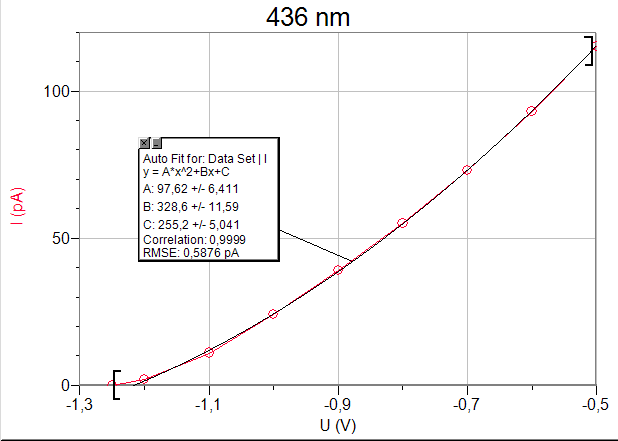 436 nm
100
Auto Fit for: Data Set | I
y = A*x^2+Bx+C
A: 97,62 +/- 6,411
B: 328,6 +/- 11,59
C: 255,2 +/- 5,041
Correlation: 0,9999
RMSE: 0,5876 pA
I (pA)
50
0
-1,3 -1,1 -0,9 -0,7 -0,5
U (V)